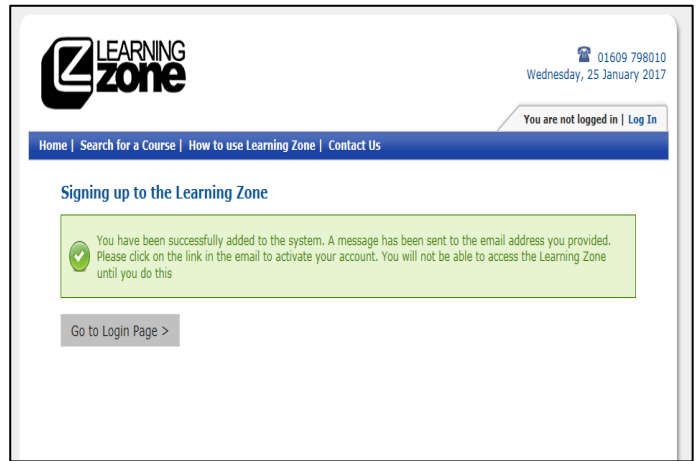 LEARNING
zone
01609 798010
Wednesday, 25 January 2017
You are not logged in | Log In
Home | Search for a Course | How to use Learning Zone | Contact Us
Signing up to the Learning Zone
You have been successfully added to the system. A message has been sent to the email address you provided.
Please click on the link in the email to activate your account. You will not be able to access the Learning Zone
until you do this
Go to Login Page >